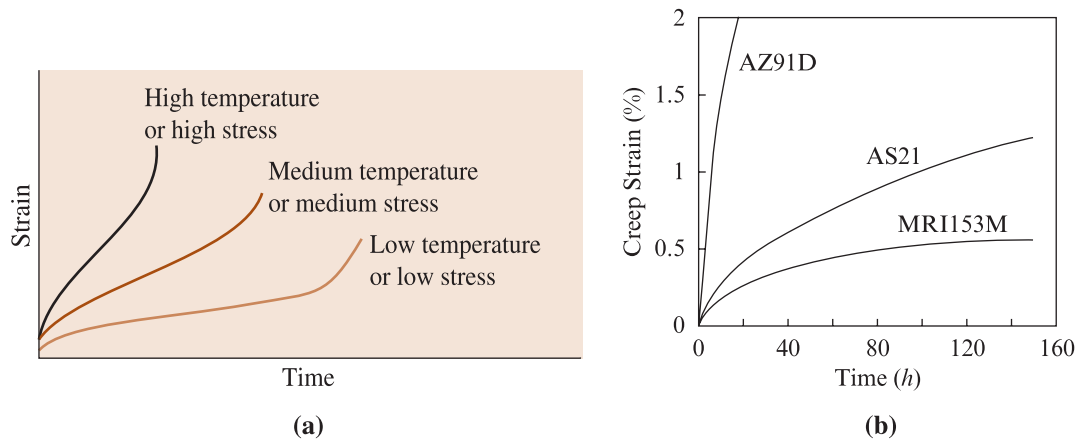 High temperature
or high stress
Medium temperature
or medium stress
Low temperature
or low stress
Strain
Time
(a)
2
1.5
1
0.5
0
Creep Strain (%)
AZ91D
AS21
MRI153M
0 40 80 120 160
Time (h)
(b)